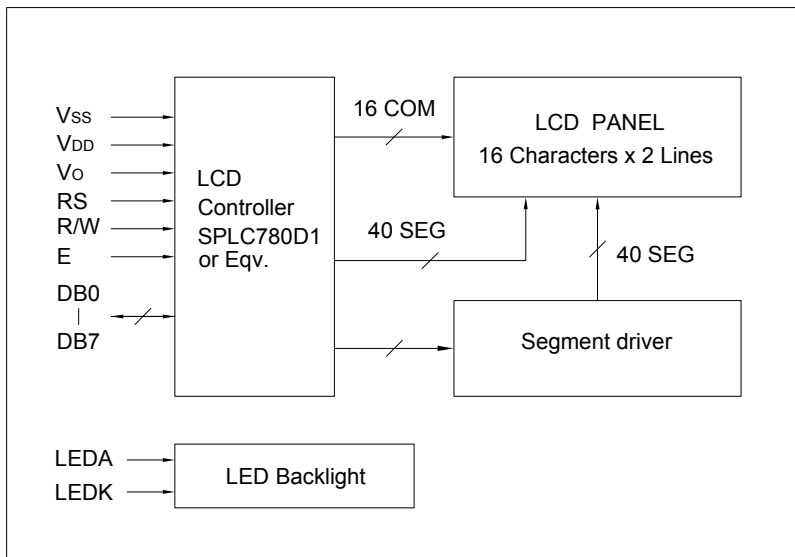 VSS
VDD
VO
RS
R/W
E
DB0
DB7
LCD
Controller
SPLC780D1
or Eqv.
16 COM
40 SEG
LCD PANEL
16 Characters x 2 Lines
40 SEG
Segment driver
LEDA
LEDK
LED Backlight